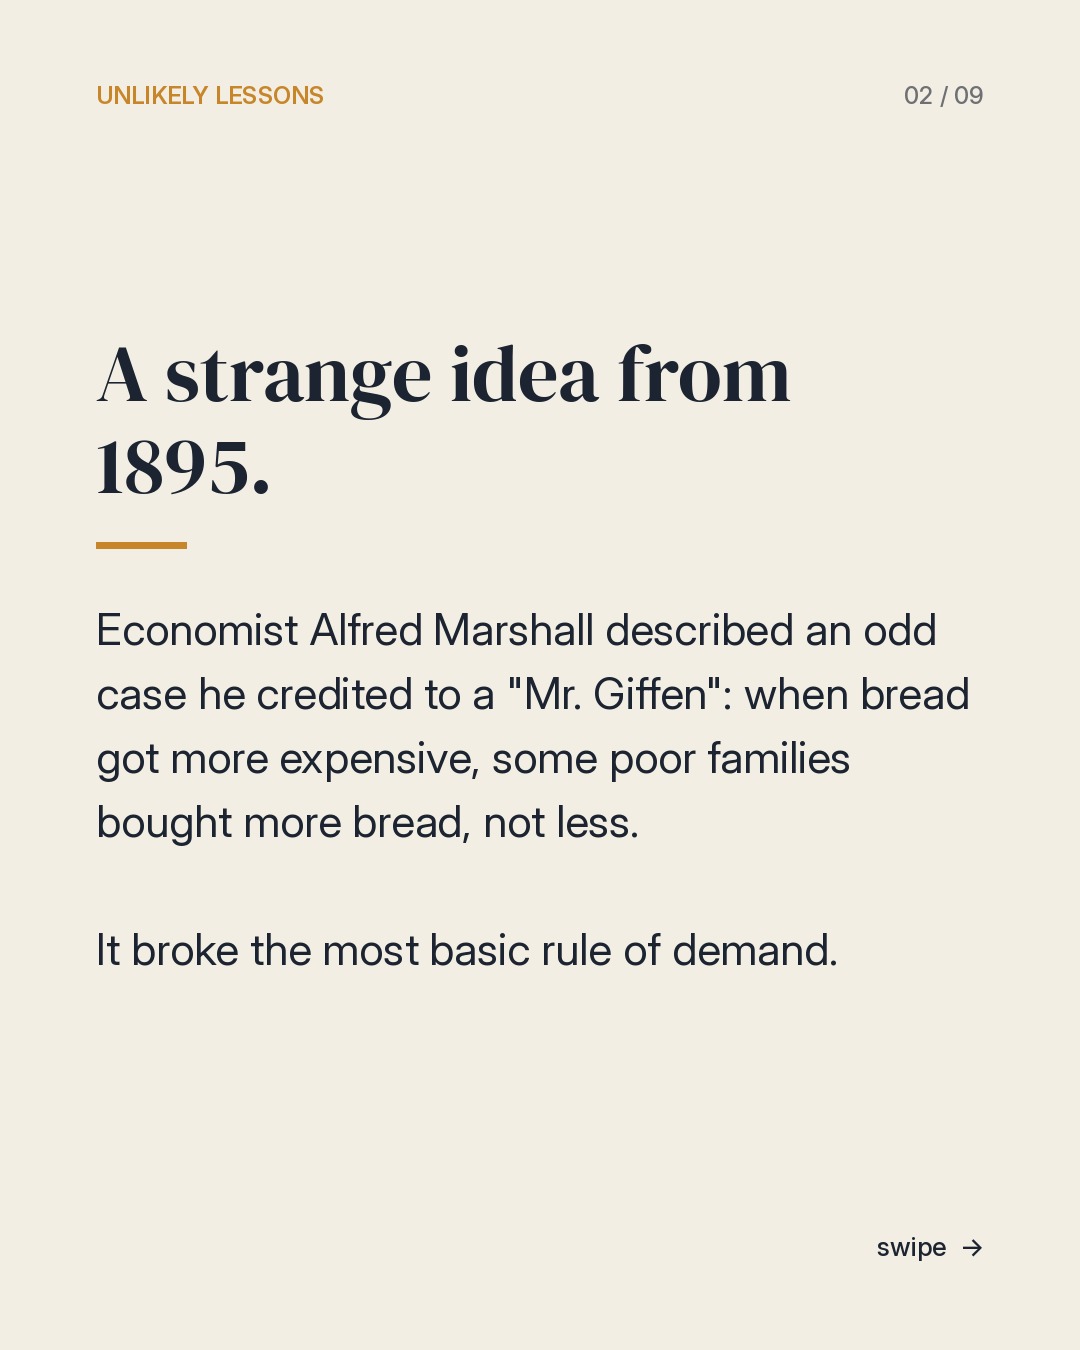 UNLIKELY LESSONS
02 / 09
A strange idea from
1895.
Economist Alfred Marshall described an odd
case he credited to a "Mr. Giffen": when bread
got more expensive, some poor families
bought more bread, not less.
It broke the most basic rule of demand.
swipe →